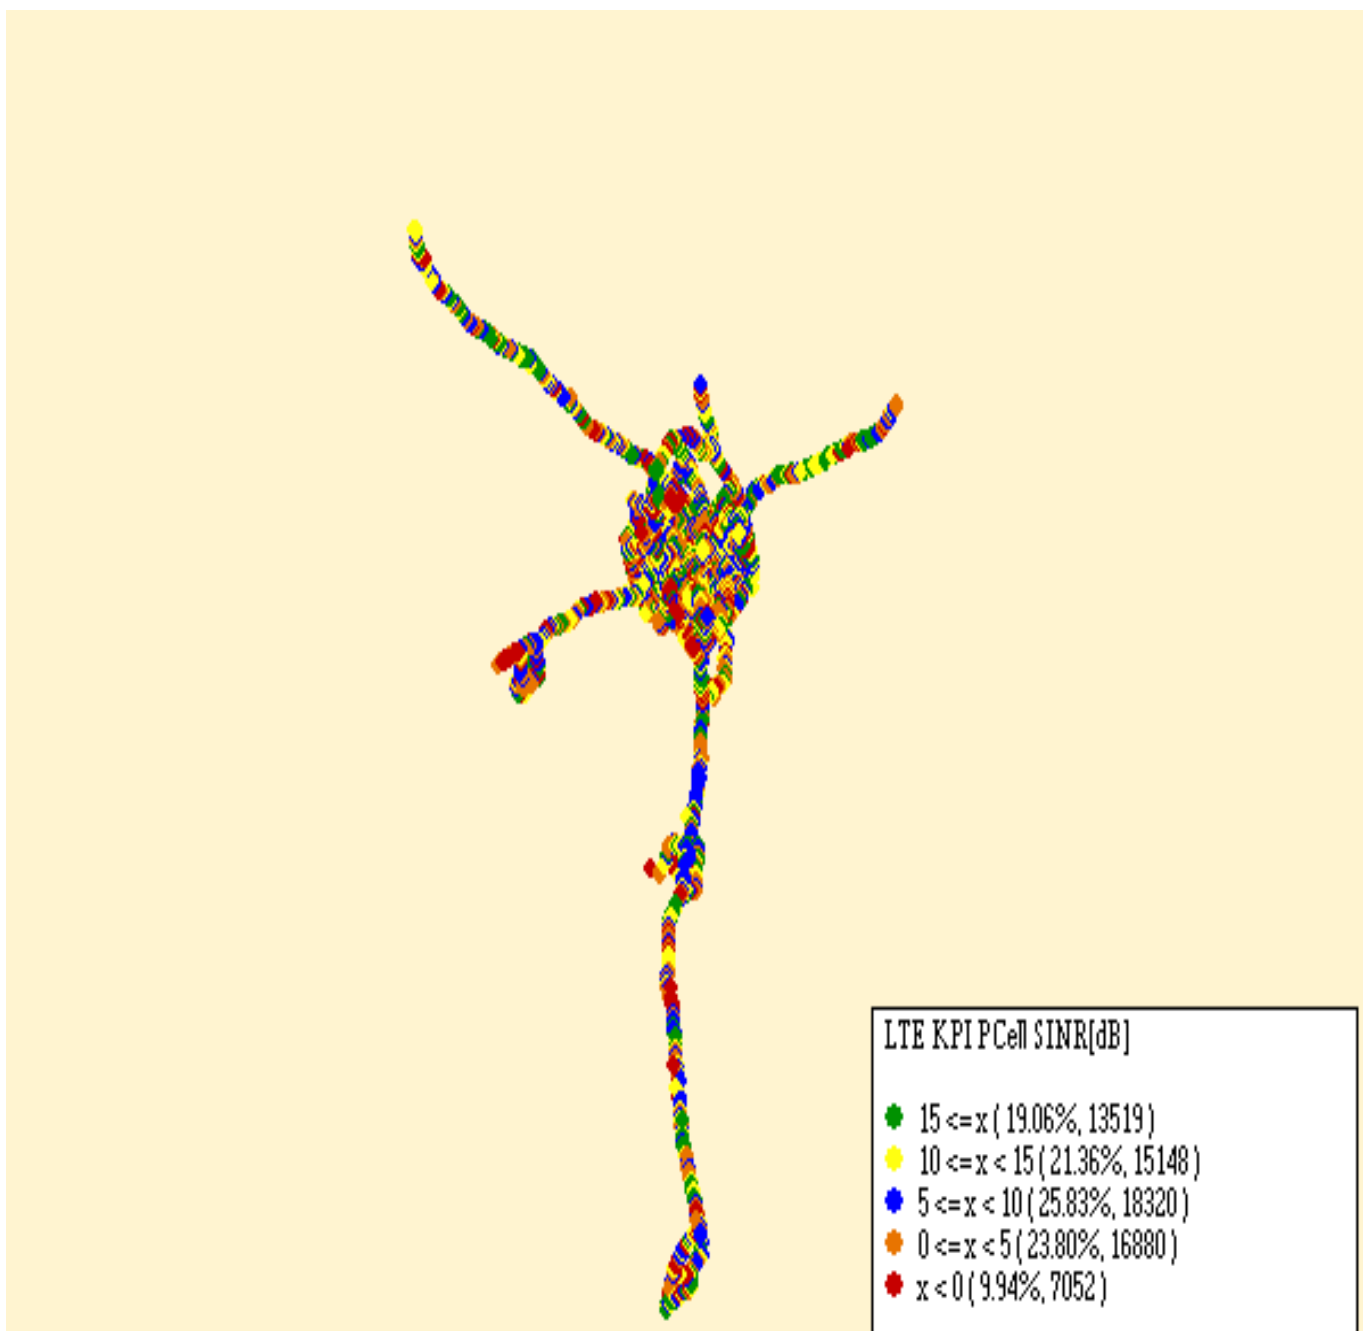 LTE KPI PCell SINR[dB]
15 <= x ( 19.06%, 13519 )
10 <= x < 15 ( 21.36%, 15148 )
5 <= x < 10 ( 25.83%, 18320 )
0 <= x < 5 ( 23.80%, 16880 )
x < 0 ( 9.94%, 7052 )